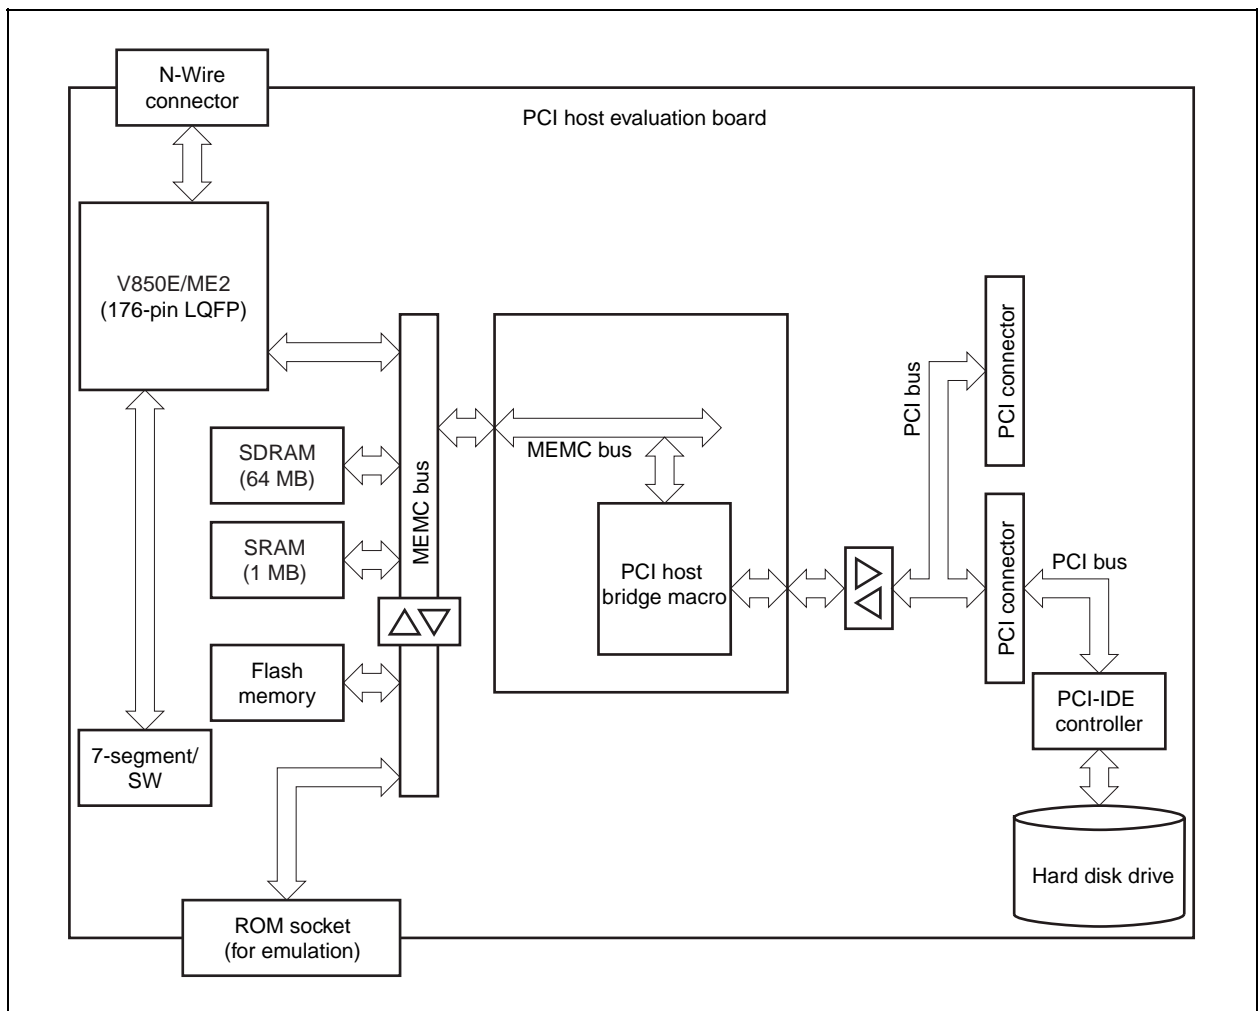 N-Wire
connector
PCI host evaluation board
V850E/ME2
(176-pin LQFP)
SDRAM
(64 MB)
SRAM
(1 MB)
Flash
memory
7-segment/
SW
ROM socket
(for emulation)
MEMC bus
MEMC bus
PCI host
bridge macro
PCI bus
PCI connector
PCI connector
PCI bus
PCI-IDE
controller
Hard disk drive